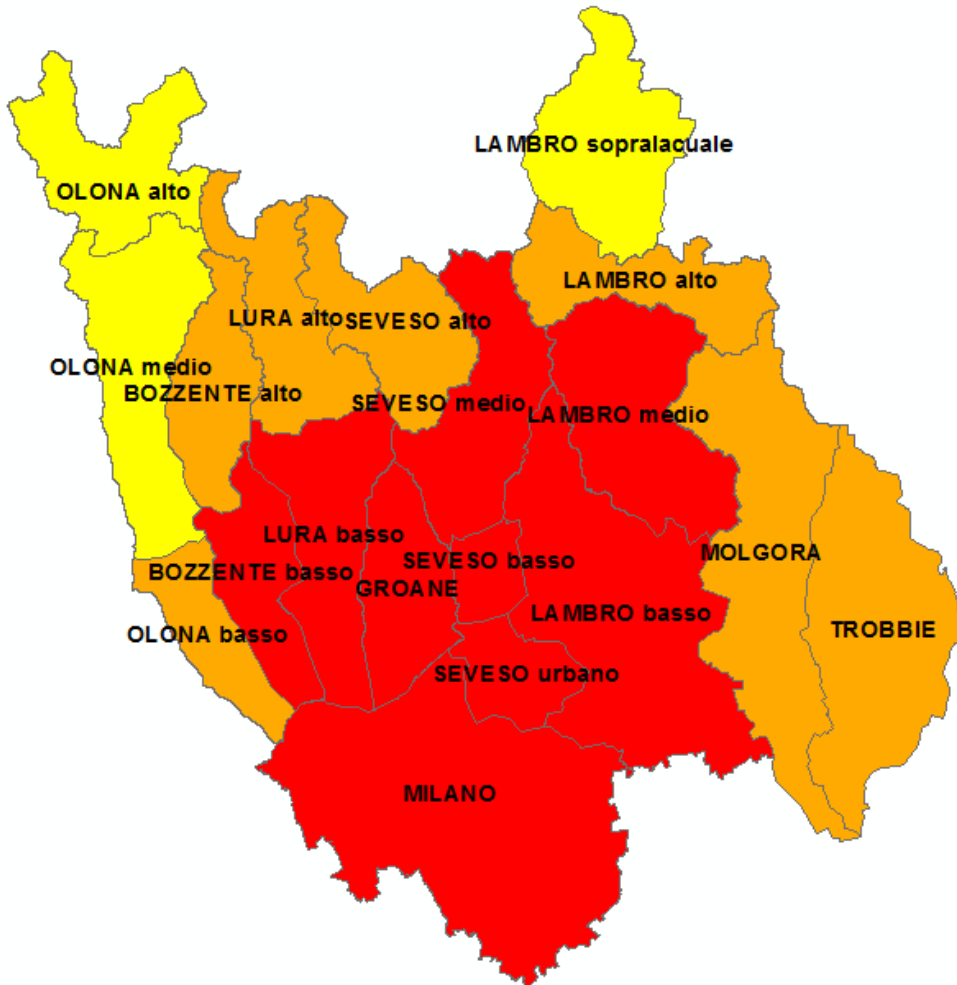 LAMBRO sopralacuale
OLONA alto
LAMBRO alto
LURA alto
SEVESO alto
OLONA medio
BOZZENTE alto
SEVESO medio
LAMBRO medio
LURA basso
SEVESO basso
MOLGORA
BOZZENTE basso
GROANE
LAMBRO basso
OLONA basso
TROBBIE
SEVESO urbano
MILANO